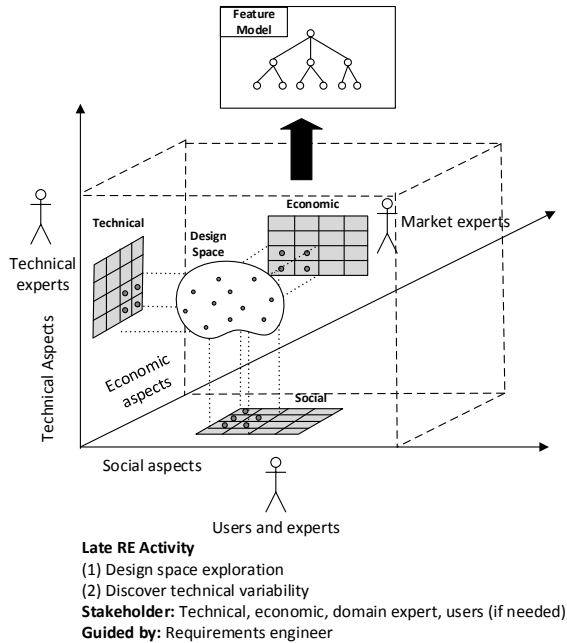 Feature
Model
Economic
Technical
Design
Space
Market experts
Technical
experts
Technical Aspects
Economic
aspects
Social
Social aspects
Users and experts
Late RE Activity
(1) Design space exploration
(2) Discover technical variability
Stakeholder: Technical, economic, domain expert, users (if needed)
Guided by: Requirements engineer